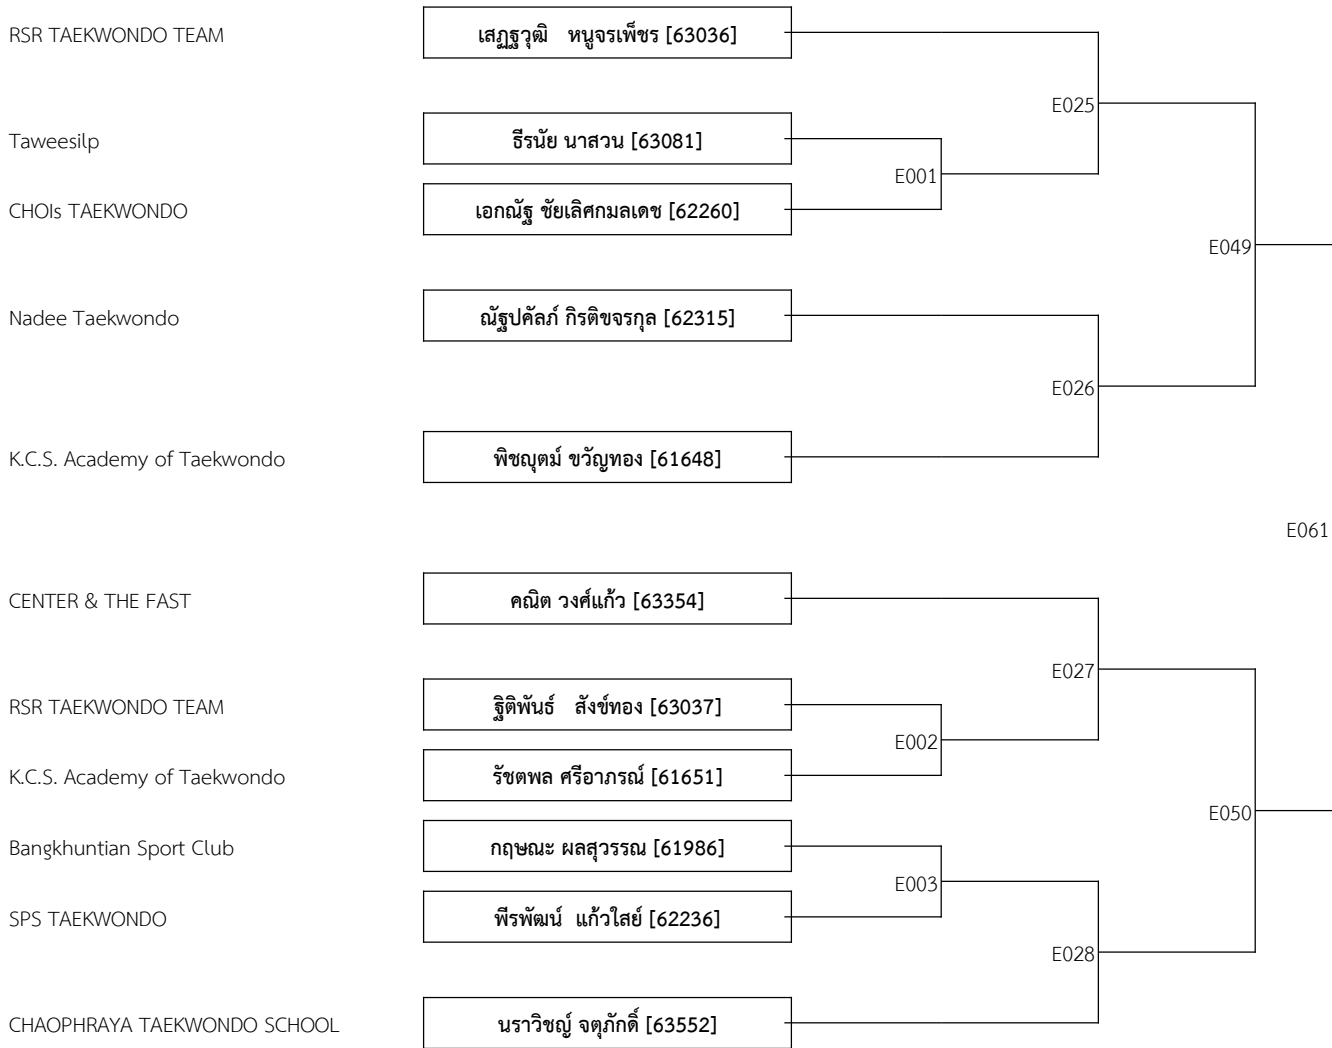 RSR TAEKWONDO TEAM เสฏฐวุฒิ หนูจรเพ็ชร [63036]
E025
Taweesilp ธีรนัย นาสวน [63081]
E001
CHOIs TAEKWONDO เอกณัฐ ชัยเลิศกมลเดช [62260]
E049
Nadee Taekwondo ณัฐปคัลภ์ กิรติขจรกุล [62315]
E026
K.C.S. Academy of Taekwondo พิชญุตม์ ขวัญทอง [61648]
E061
CENTER & THE FAST คณิต วงศ์แก้ว [63354]
E027
RSR TAEKWONDO TEAM ฐิติพันธ์ สังข์ทอง [63037]
E002
K.C.S. Academy of Taekwondo รัชตพล ศรีอาภรณ์ [61651]
E050
Bangkhuntian Sport Club กฤษณะ ผลสุวรรณ [61986]
E003
SPS TAEKWONDO พีรพัฒน์ แก้วใสย์ [62236]
E028
CHAOPHRAYA TAEKWONDO SCHOOL นราวิชญ์ จตุภักดิ์ [63552]